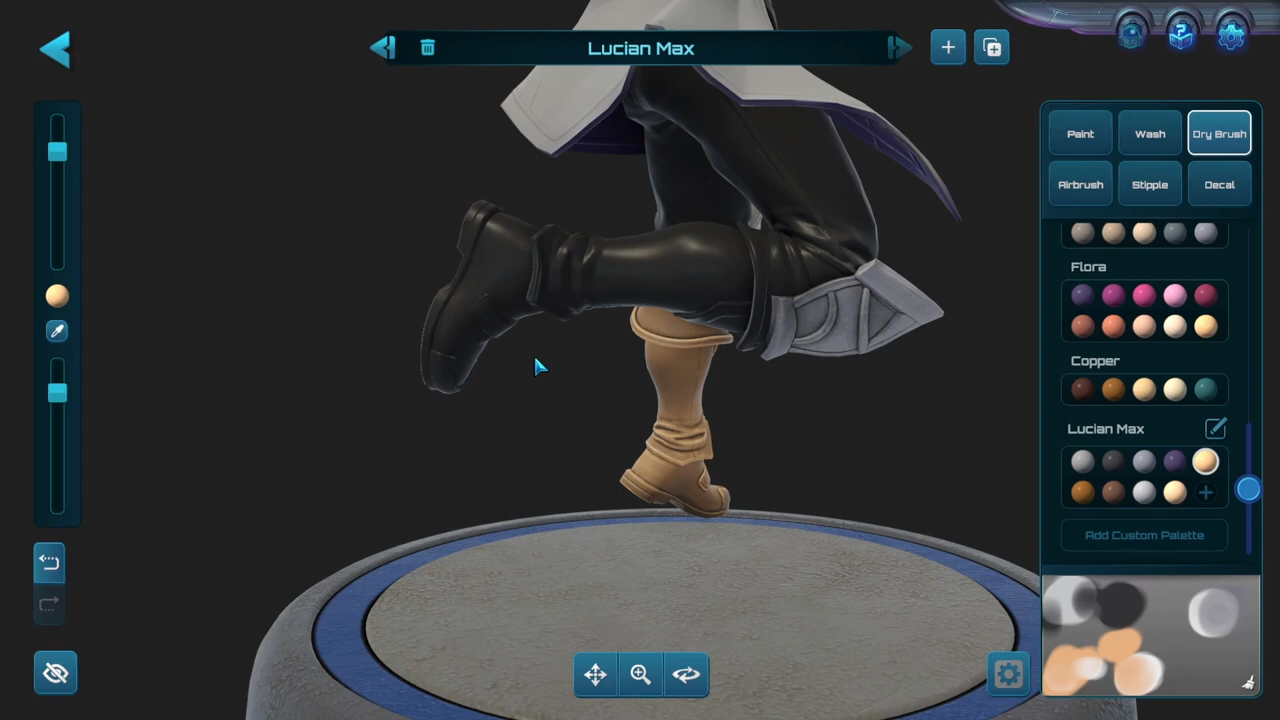 Lucian Max
Paint
Wash
Dry Brush
Airbrush
Stipple
Decal
Flora
Copper
Lucian Max
Add Custom Palette